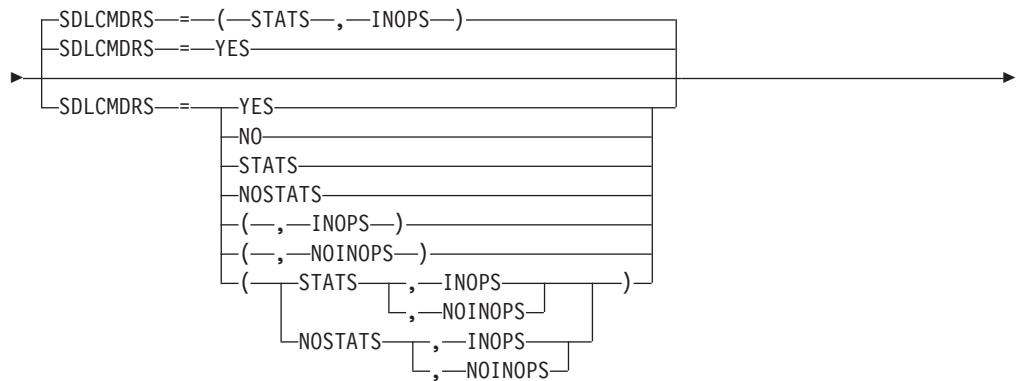 SDLCMDRS = ( STATS , INOPS )
SDLCMDRS = YES
SDLCMDRS = YES
NO
STATS
NOSTATS
( , INOPS )
( , NOINOPS )
( STATS , INOPS )
, NOINOPS
NOSTATS , INOPS
, NOINOPS